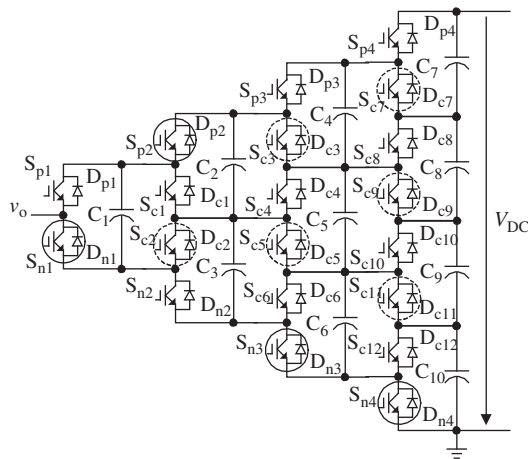 S_p4 D_p4
S_p3 D_p3 C_7
S_c7 D_c7
S_p2 D_p2 C_4
S_c3 D_c3 S_c8 D_c8
S_p1 D_p1 C_2 C_8
S_c1 D_c1 S_c4 D_c4 S_c9 D_c9
v_o C_1 C_5 V_DC
S_n1 D_n1 S_c2 D_c2 S_c5 D_c5 S_c10 D_c10
S_n2 D_n2 C_3 S_c6 D_c6 C_9
S_c11 D_c11
S_n3 D_n3 C_6 S_c12 D_c12
C_10
S_n4 D_n4